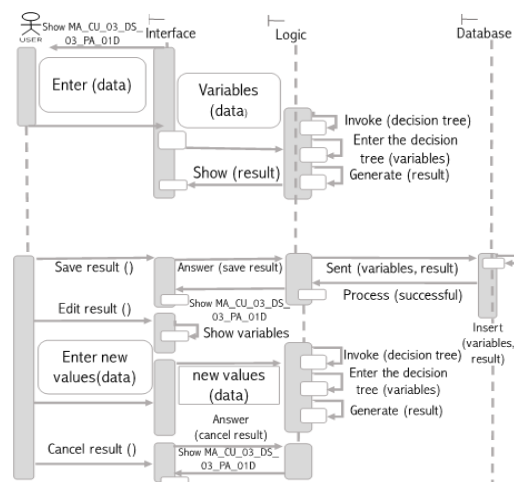 Show MA_CU_03_DS_
03_PA_01D
USER
Interface
Logic
Database
Enter (data)
Variables
(data)
Invoke (decision tree)
Enter the decision
tree (variables)
Show (result)
Generate (result)
Save result ()
Answer (save result)
Sent (variables, result)
Show MA_CU_03_DS_
03_PA_01D
Process (successful)
Edit result ()
Show variables
Insert
(variables,
result)
Enter new
values(data)
new values
(data)
Invoke (decision tree)
Enter the decision
tree (variables)
Generate (result)
Answer
(cancel result)
Cancel result ()
Show MA_CU_03_DS_
03_PA_01D